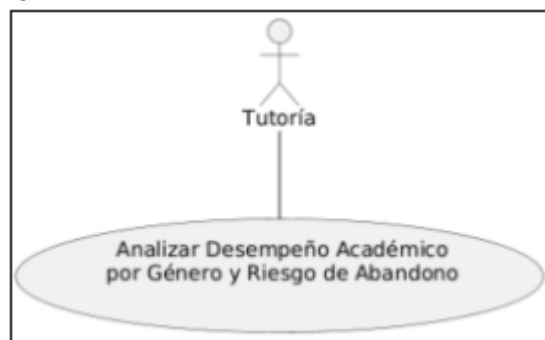 Tutoría
Analizar Desempeño Académico
por Género y Riesgo de Abandono